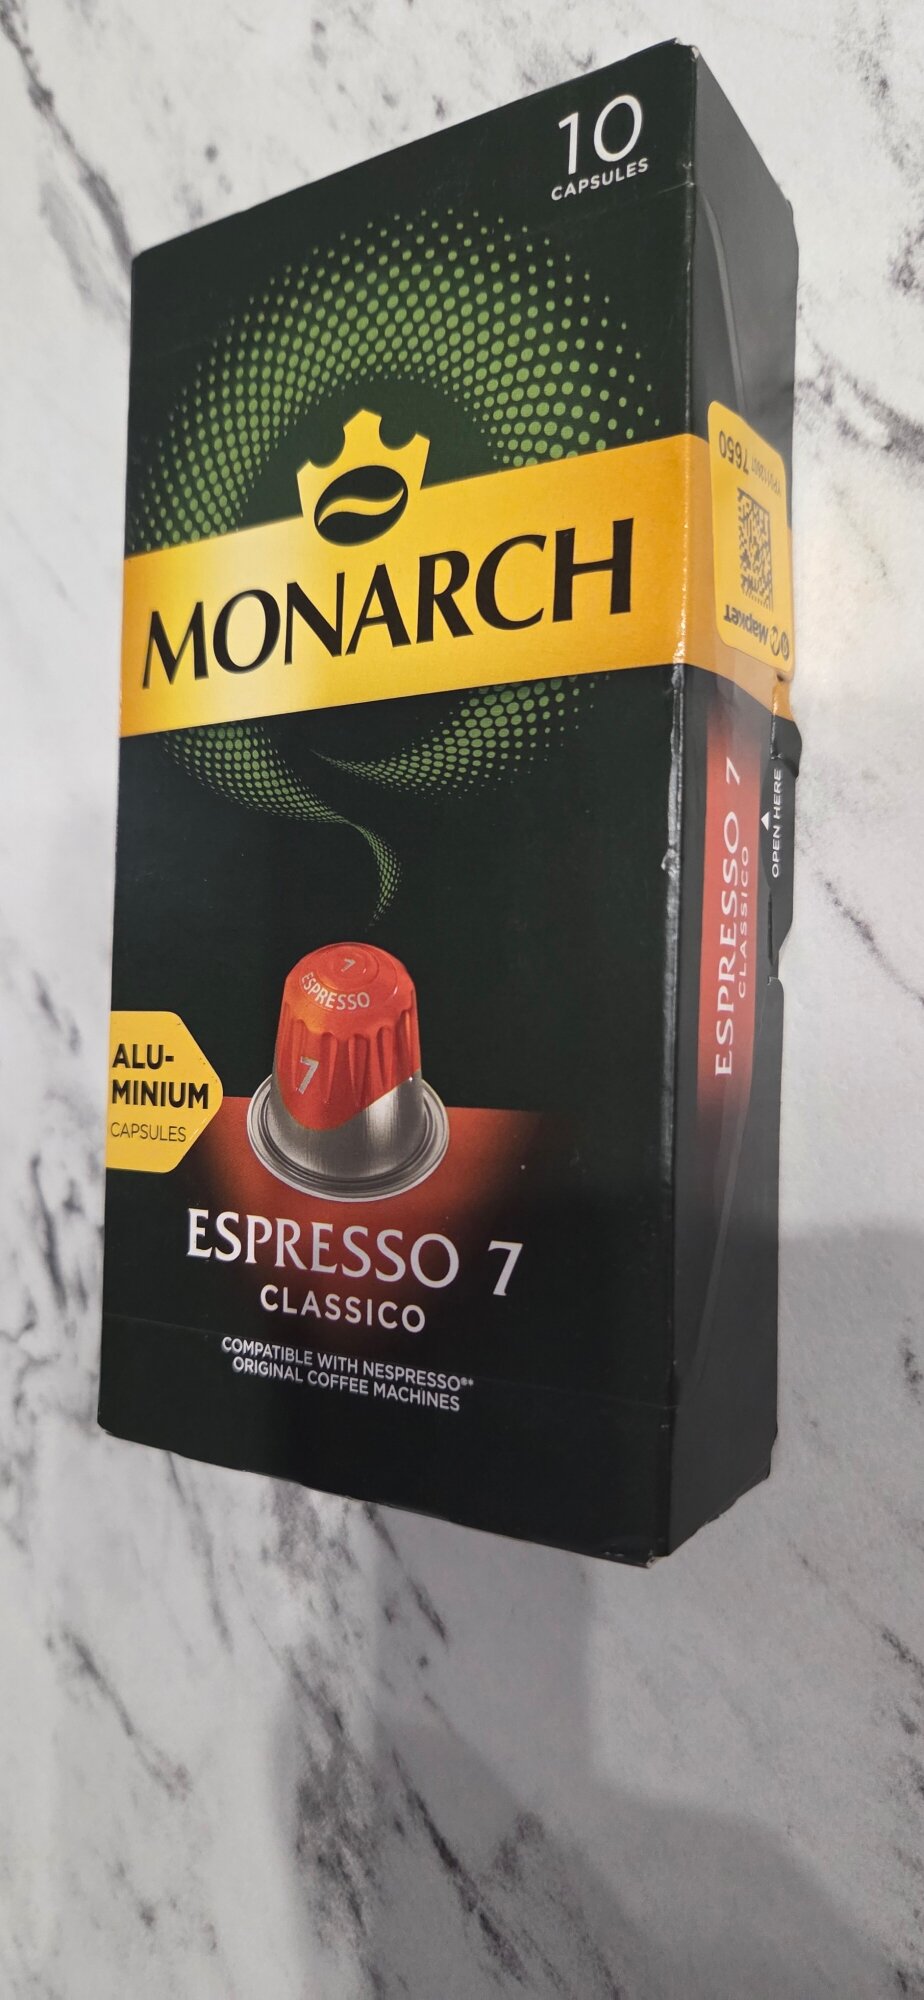 10
CAPSULES
MONARCH
7
ESPRESSO
7
ALU-
MINIUM
CAPSULES
ESPRESSO 7
CLASSICO
COMPATIBLE WITH NESPRESSO®*
ORIGINAL COFFEE MACHINES
Маркет
7650
ESPRESSO 7
CLASSICO
OPEN HERE